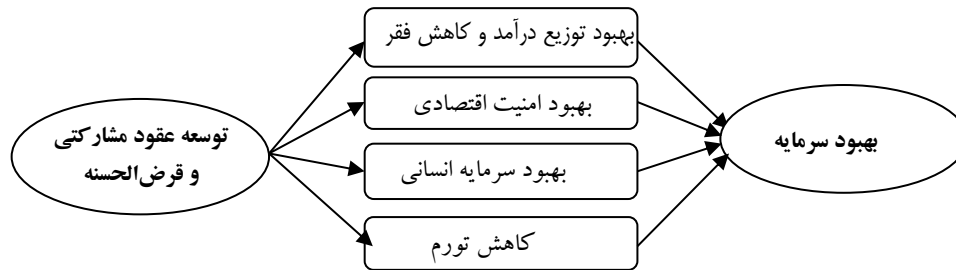 بهبود توزیع درآمد و کاهش فقر
بهبود امنیت اقتصادی
توسعه عقود مشارکتی
و قرض‌الحسنه
بهبود سرمایه
بهبود سرمایه انسانی
کاهش تورم